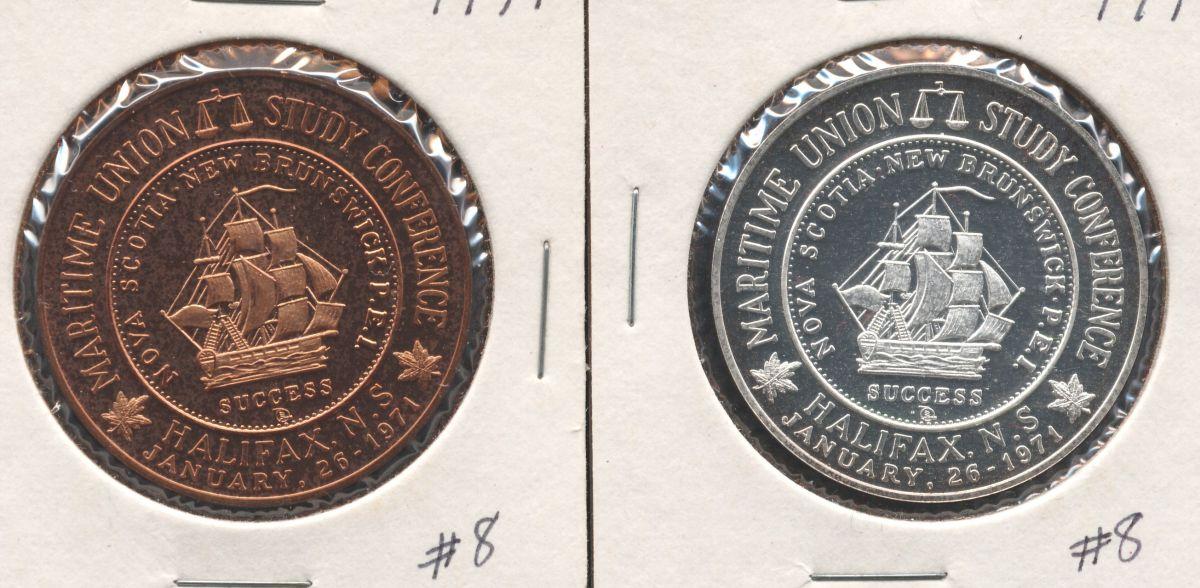 MARITIME UNION STUDY CONFERENCE
NOVA SCOTIA · NEW BRUNSWICK · P.E.I.
SUCCESS
HALIFAX, N.S
JANUARY, 26-1971
#8
MARITIME UNION STUDY CONFERENCE
NOVA SCOTIA · NEW BRUNSWICK · P.E.I.
SUCCESS
HALIFAX, N.S
JANUARY, 26-1971
#8